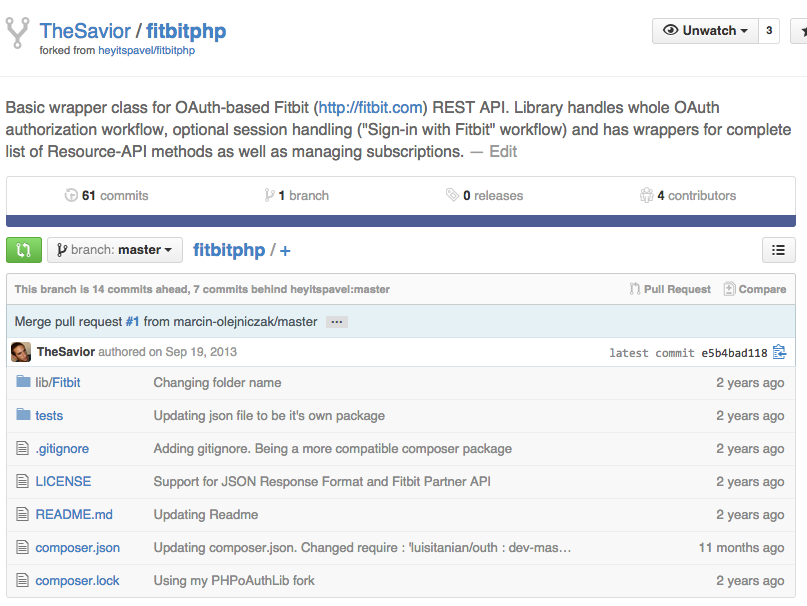 TheSavior / fitbitphp
Unwatch 3
forked from heyitspavel/fitbitphp
Basic wrapper class for OAuth-based Fitbit (http://fitbit.com) REST API. Library handles whole OAuth
authorization workflow, optional session handling ("Sign-in with Fitbit" workflow) and has wrappers for complete
list of Resource-API methods as well as managing subscriptions. — Edit
61 commits 1 branch 0 releases 4 contributors
branch: master fitbitphp / +
This branch is 14 commits ahead, 7 commits behind heyitspavel:master Pull Request Compare
Merge pull request #1 from marcin-olejniczak/master ...
TheSavior authored on Sep 19, 2013 latest commit e5b4bad118
lib/Fitbit Changing folder name 2 years ago
tests Updating json file to be it's own package 2 years ago
.gitignore Adding gitignore. Being a more compatible composer package 2 years ago
LICENSE Support for JSON Response Format and Fitbit Partner API 2 years ago
README.md Updating Readme 2 years ago
composer.json Updating composer.json. Changed require : 'luisitanian/outh : dev-mas… 11 months ago
composer.lock Using my PHPoAuthLib fork 2 years ago